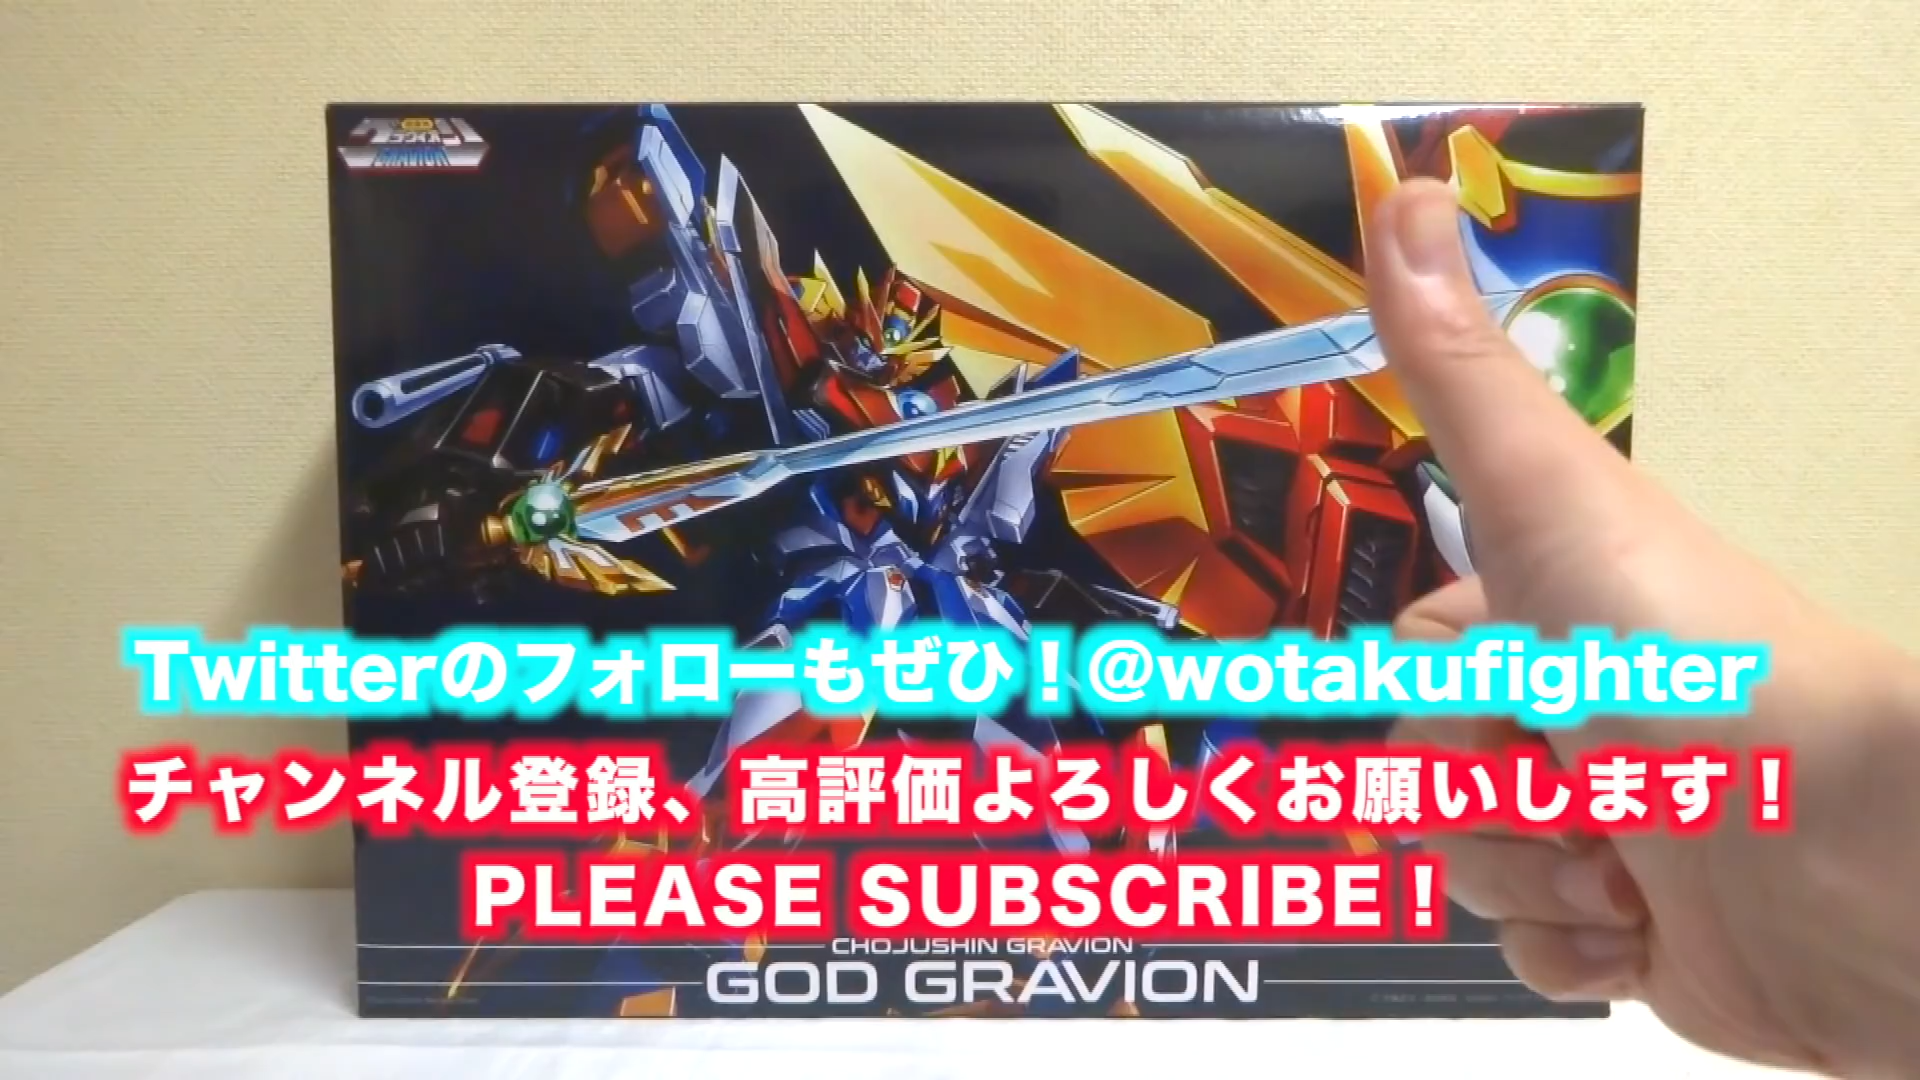 GRAVION
Twitterのフォローもぜひ！@wotakufighter
チャンネル登録、高評価よろしくお願いします！
PLEASE SUBSCRIBE！
CHOJUSHIN GRAVION
GOD GRAVION